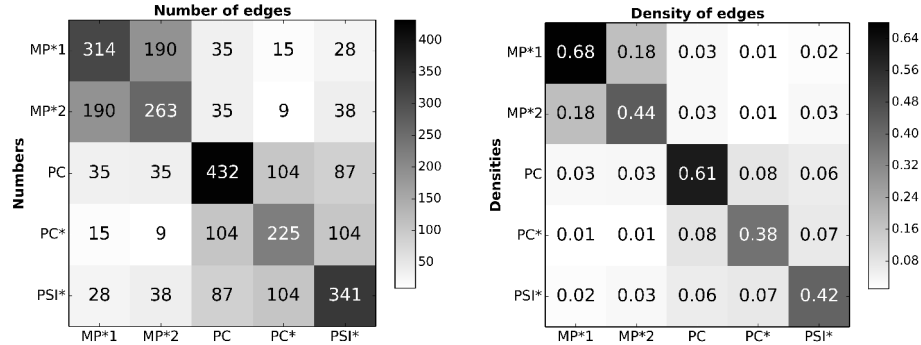 Number of edges
MP*1 314 190 35 15 28
MP*2 190 263 35 9 38
PC 35 35 432 104 87
PC* 15 9 104 225 104
PSI* 28 38 87 104 341
MP*1 MP*2 PC PC* PSI*
Numbers
400
350
300
250
200
150
100
50
Density of edges
MP*1 0.68 0.18 0.03 0.01 0.02
MP*2 0.18 0.44 0.03 0.01 0.03
PC 0.03 0.03 0.61 0.08 0.06
PC* 0.01 0.01 0.08 0.38 0.07
PSI* 0.02 0.03 0.06 0.07 0.42
MP*1 MP*2 PC PC* PSI*
Densities
0.64
0.56
0.48
0.40
0.32
0.24
0.16
0.08